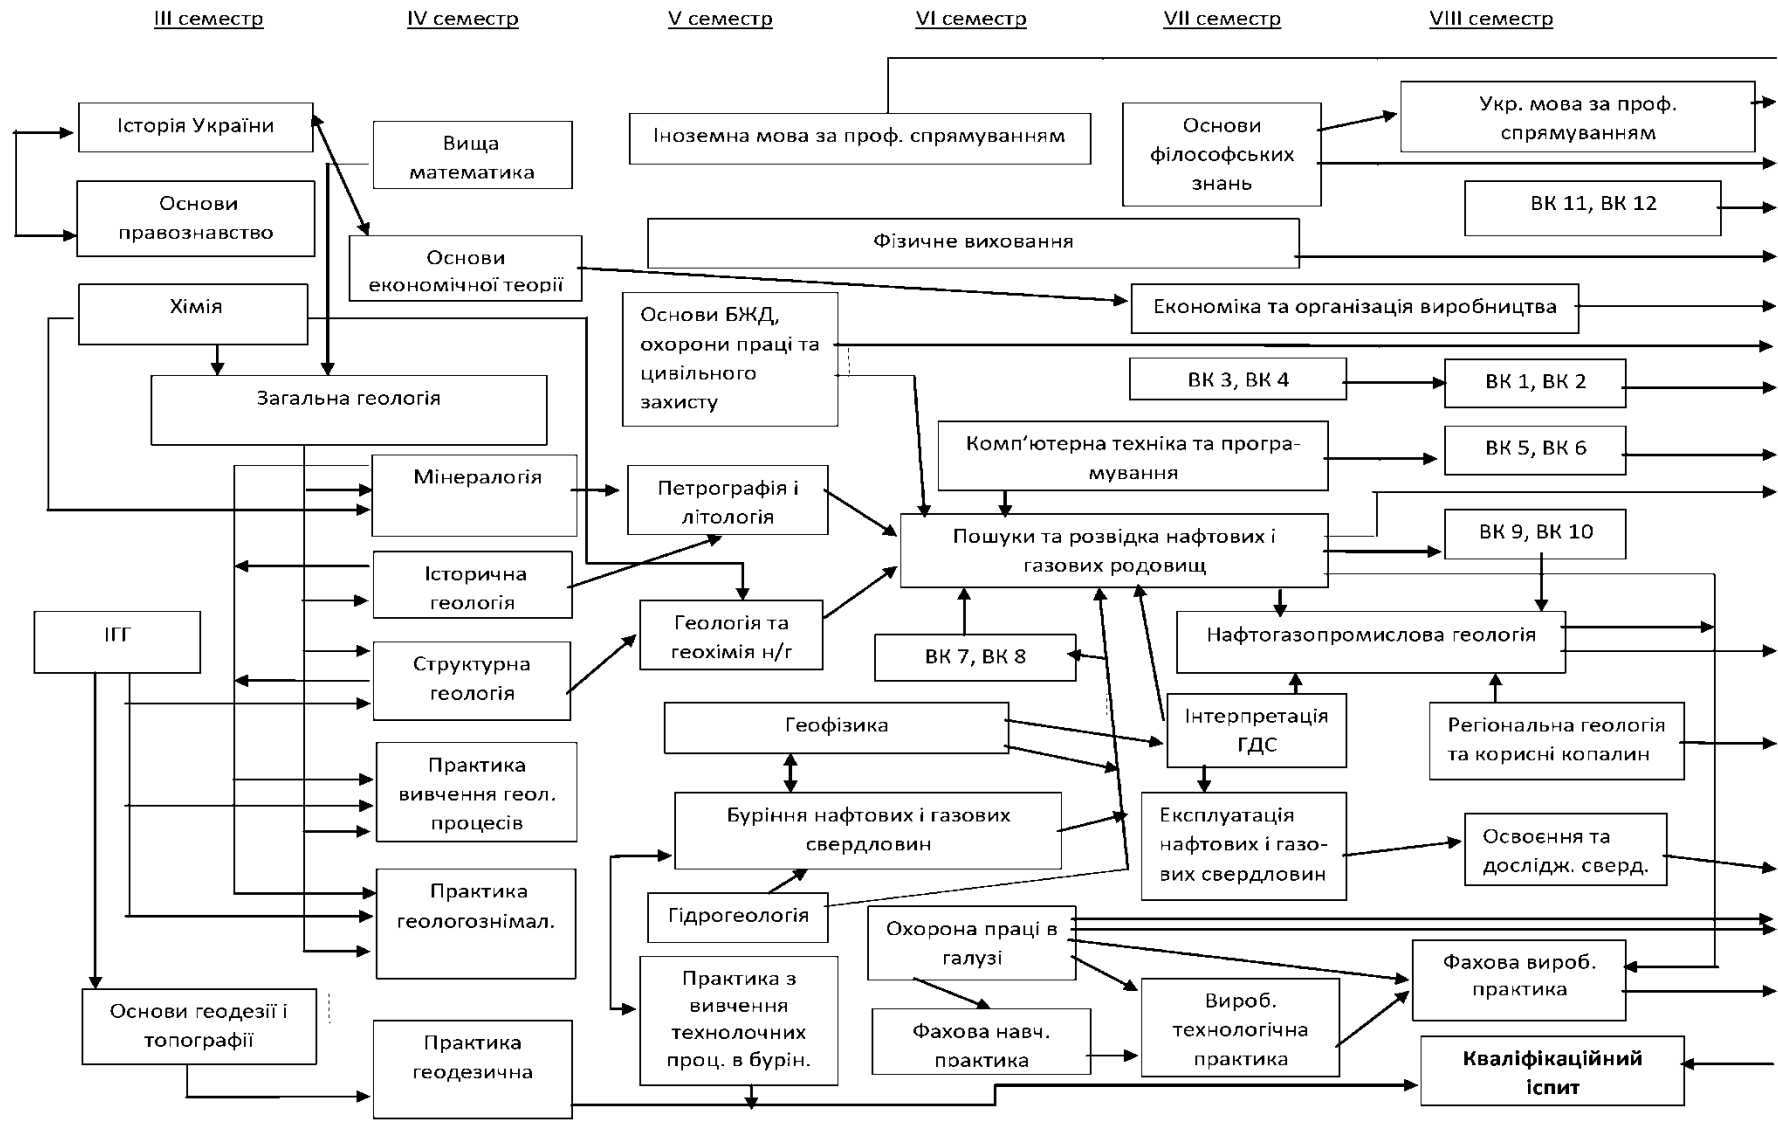 III семестр
IV семестр
V семестр
VI семестр
VII семестр
VIII семестр
Історія України
Основи
правознавство
Хімія
Загальна геологія
ІГГ
Основи геодезії і
топографії
Вища
математика
Основи
економічної теорії
Мінералогія
Історична
геологія
Структурна
геологія
Практика
вивчення геол.
процесів
Практика
геологознімал.
Практика
геодезична
Іноземна мова за проф. спрямуванням
Фізичне виховання
Основи БЖД,
охорони праці та
цивільного
захисту
Петрографія і
літологія
Геологія та
геохімія н/г
Геофізика
Буріння нафтових і газових
свердловин
Гідрогеологія
Практика з
вивчення
технолочних
проц. в бурін.
Комп’ютерна техніка та програ-
мування
Пошуки та розвідка нафтових і
газових родовищ
ВК 7, ВК 8
Охорона праці в
галузі
Фахова навч.
практика
Основи
філософських
знань
Економіка та організація виробництва
ВК 3, ВК 4
Нафтогазопромислова геологія
Інтерпретація
ГДС
Експлуатація
нафтових і газо-
вих свердловин
Вироб.
технологічна
практика
Укр. мова за проф.
спрямуванням
ВК 11, ВК 12
ВК 1, ВК 2
ВК 5, ВК 6
ВК 9, ВК 10
Регіональна геологія
та корисні копалин
Освоєння та
дослідж. сверд.
Фахова вироб.
практика
Кваліфікаційний
іспит